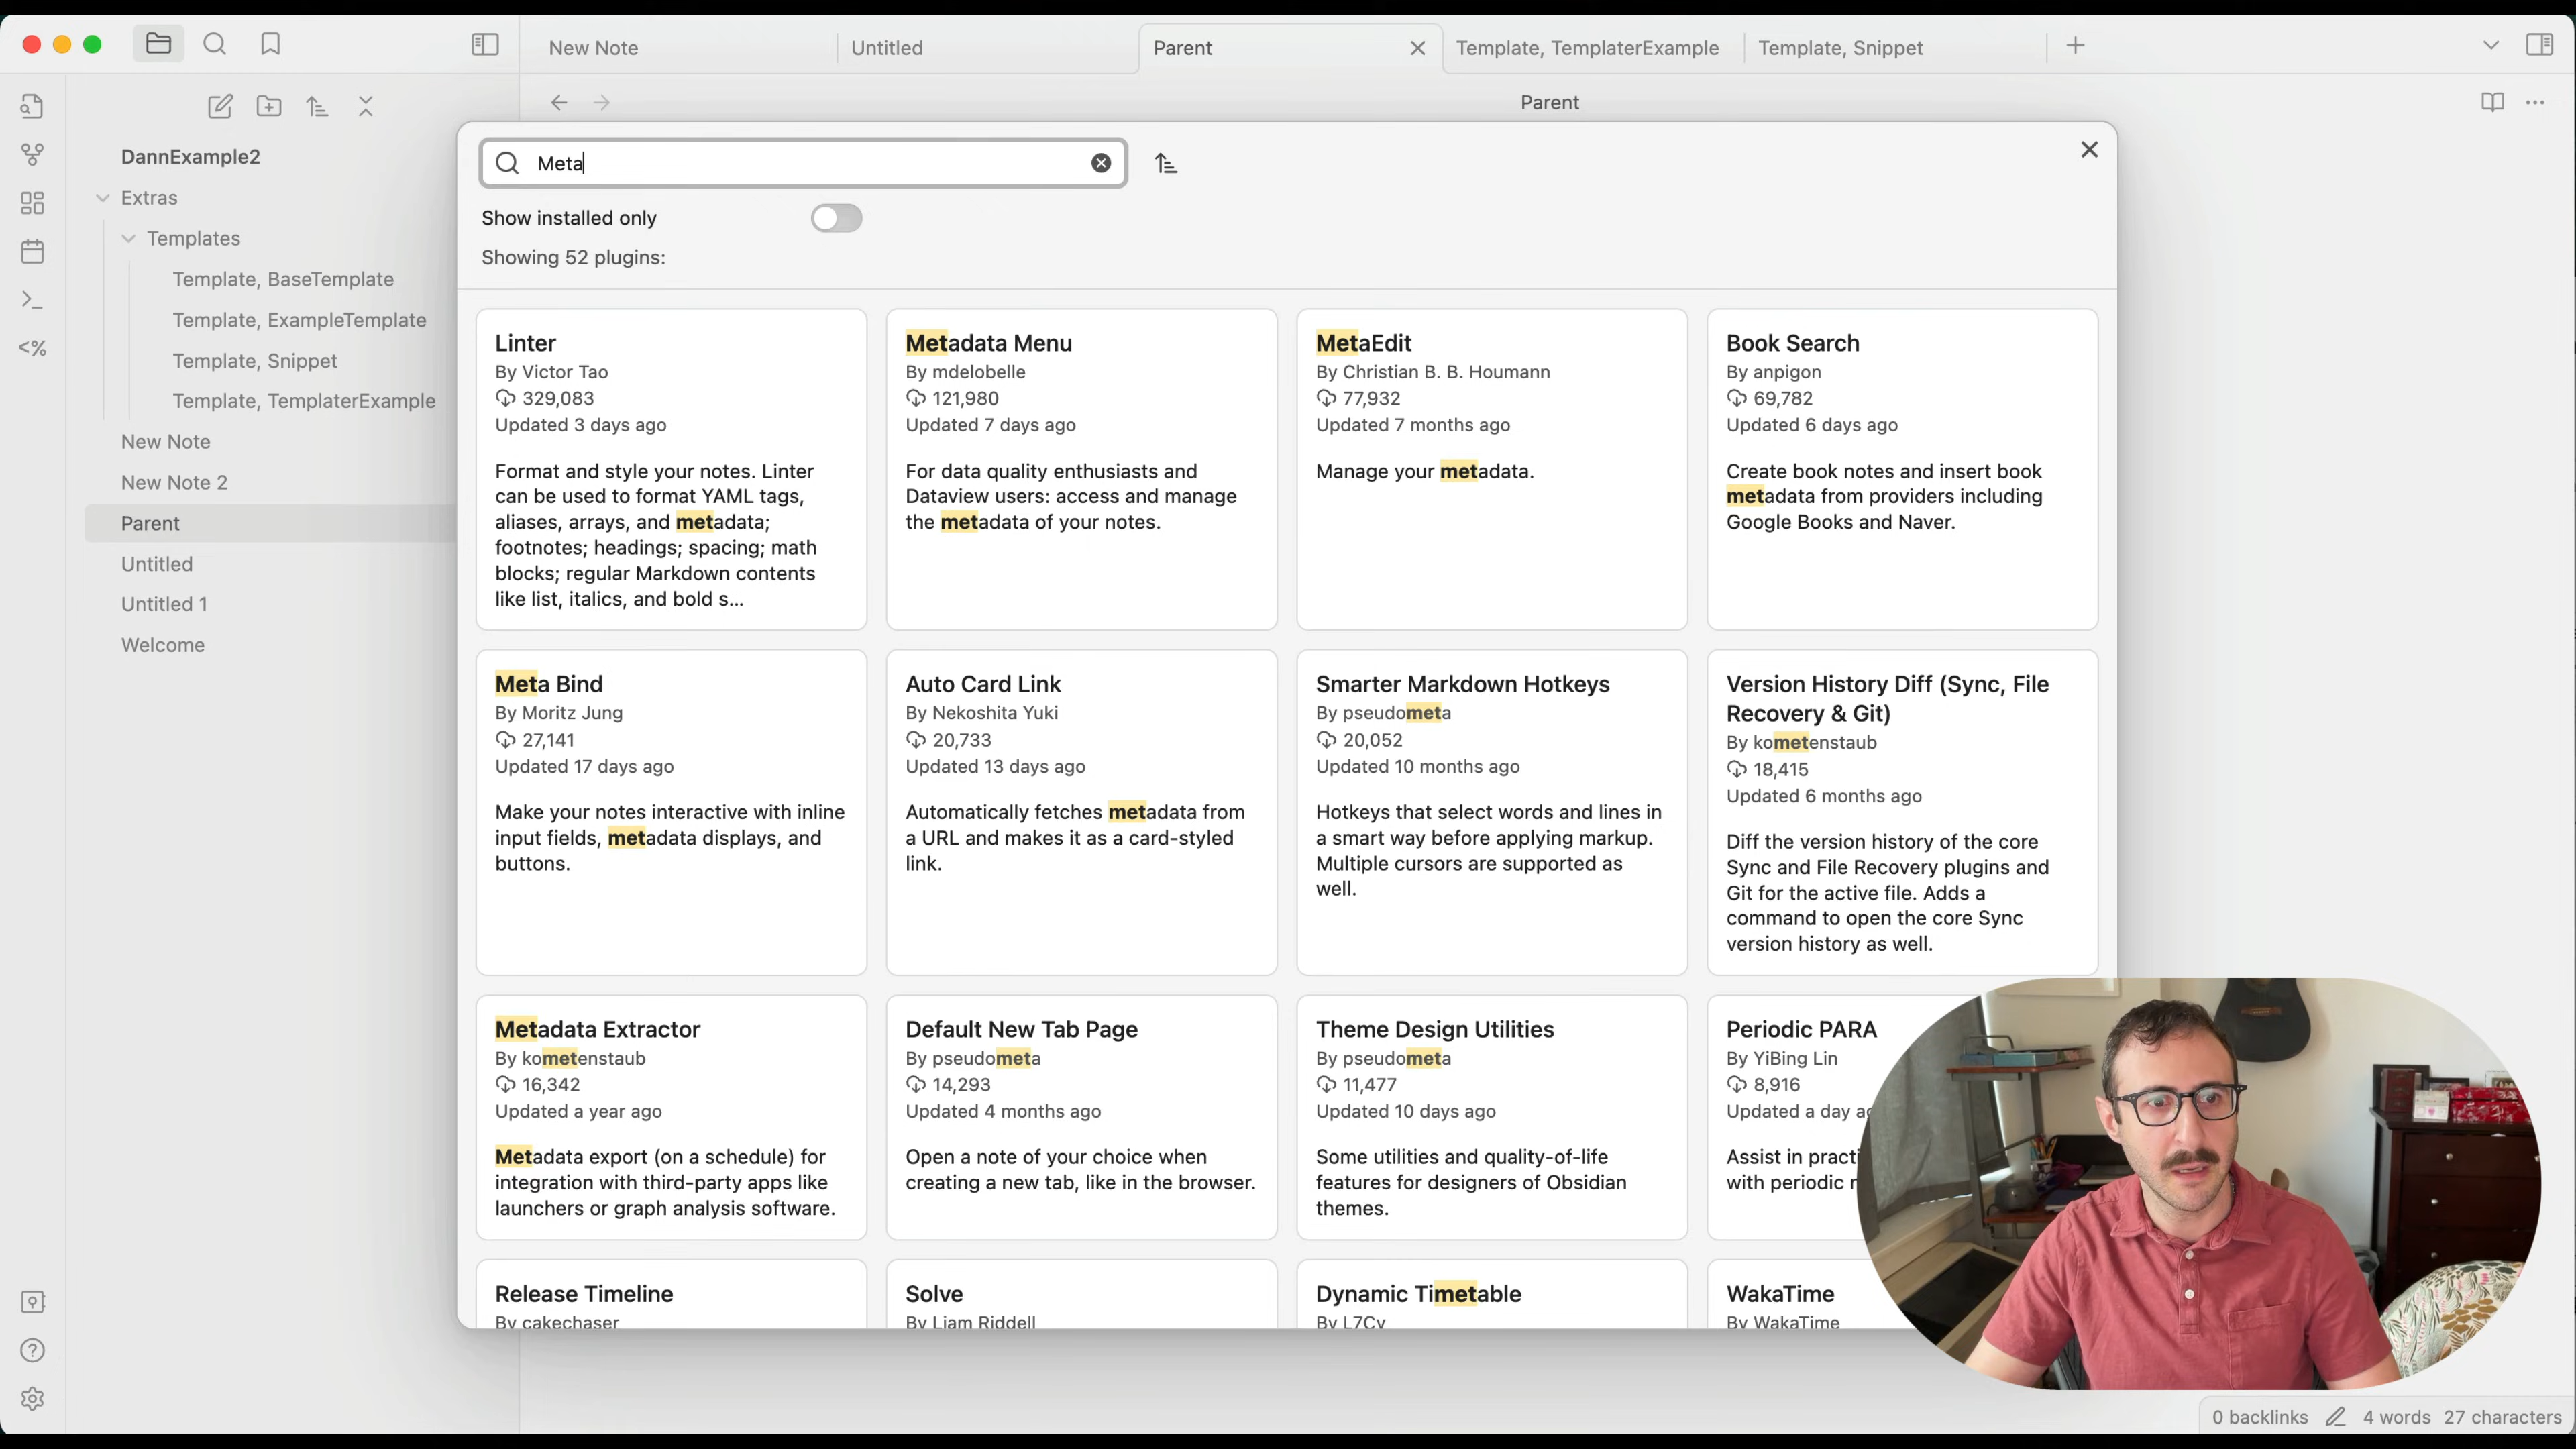 New Note
Untitled
Parent
Template, TemplaterExample
Template, Snippet
Parent
DannExample2
Extras
Templates
Template, BaseTemplate
Template, ExampleTemplate
Template, Snippet
Template, TemplaterExample
New Note
New Note 2
Parent
Untitled
Untitled 1
Welcome
Meta
Show installed only
Showing 52 plugins:
Linter
By Victor Tao
329,083
Updated 3 days ago
Format and style your notes. Linter
can be used to format YAML tags,
aliases, arrays, and metadata;
footnotes; headings; spacing; math
blocks; regular Markdown contents
like list, italics, and bold s...
Metadata Menu
By mdelobelle
121,980
Updated 7 days ago
For data quality enthusiasts and
Dataview users: access and manage
the metadata of your notes.
MetaEdit
By Christian B. B. Houmann
77,932
Updated 7 months ago
Manage your metadata.
Book Search
By anpigon
69,782
Updated 6 days ago
Create book notes and insert book
metadata from providers including
Google Books and Naver.
Meta Bind
By Moritz Jung
27,141
Updated 17 days ago
Make your notes interactive with inline
input fields, metadata displays, and
buttons.
Auto Card Link
By Nekoshita Yuki
20,733
Updated 13 days ago
Automatically fetches metadata from
a URL and makes it as a card-styled
link.
Smarter Markdown Hotkeys
By pseudometa
20,052
Updated 10 months ago
Hotkeys that select words and lines in
a smart way before applying markup.
Multiple cursors are supported as
well.
Version History Diff (Sync, File
Recovery & Git)
By kometenstaub
18,415
Updated 6 months ago
Diff the version history of the core
Sync and File Recovery plugins and
Git for the active file. Adds a
command to open the core Sync
version history as well.
Metadata Extractor
By kometenstaub
16,342
Updated a year ago
Metadata export (on a schedule) for
integration with third-party apps like
launchers or graph analysis software.
Default New Tab Page
By pseudometa
14,293
Updated 4 months ago
Open a note of your choice when
creating a new tab, like in the browser.
Theme Design Utilities
By pseudometa
11,477
Updated 10 days ago
Some utilities and quality-of-life
features for designers of Obsidian
themes.
Periodic PARA
By YiBing Lin
8,916
Updated a day
Assist in
with periodic
Release Timeline
By cakechaser
Solve
By Liam Riddell
Dynamic Timetable
By L7Cy
WakaTime
By WakaTime
0 backlinks 4 words 27 characters